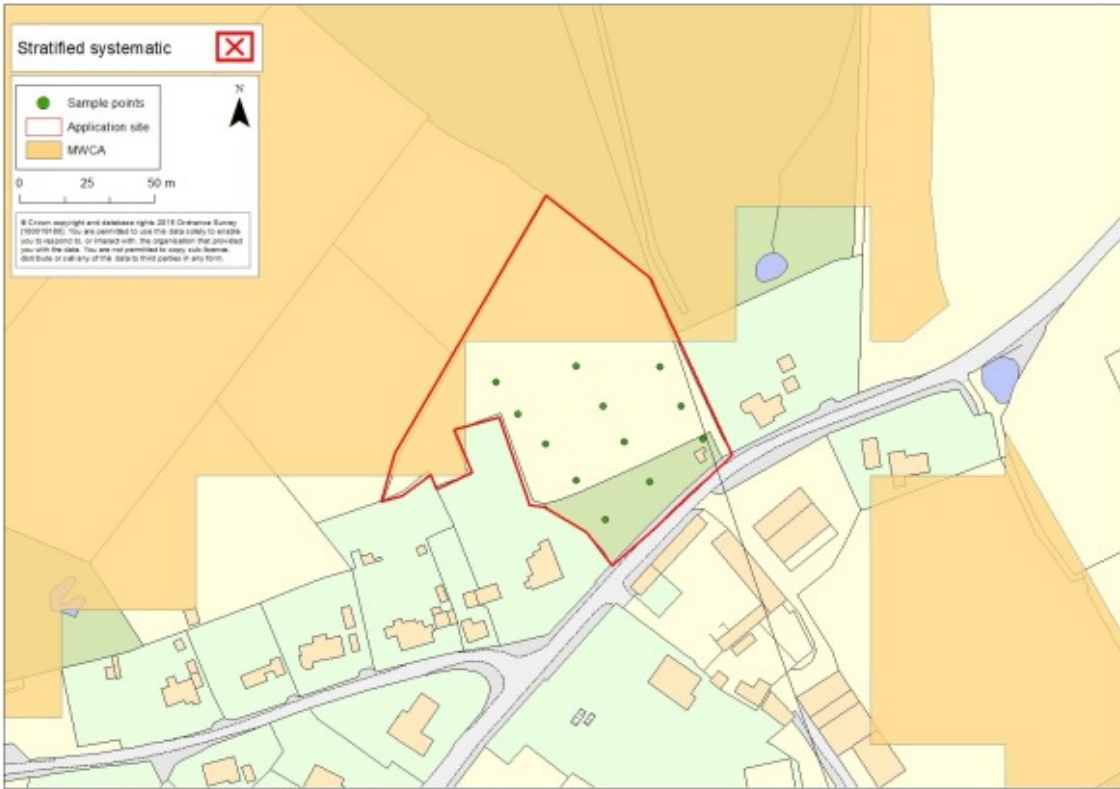 Stratified systematic
N
Sample points
Application site
MWCA
0 25 50 m
© Crown copyright and database rights 2019 Ordnance Survey
you to respond to, or interact with, the organisation that provided
you with the data. You are not permitted to copy, sub-license,
distribute or sell any of this data to third parties in any form.